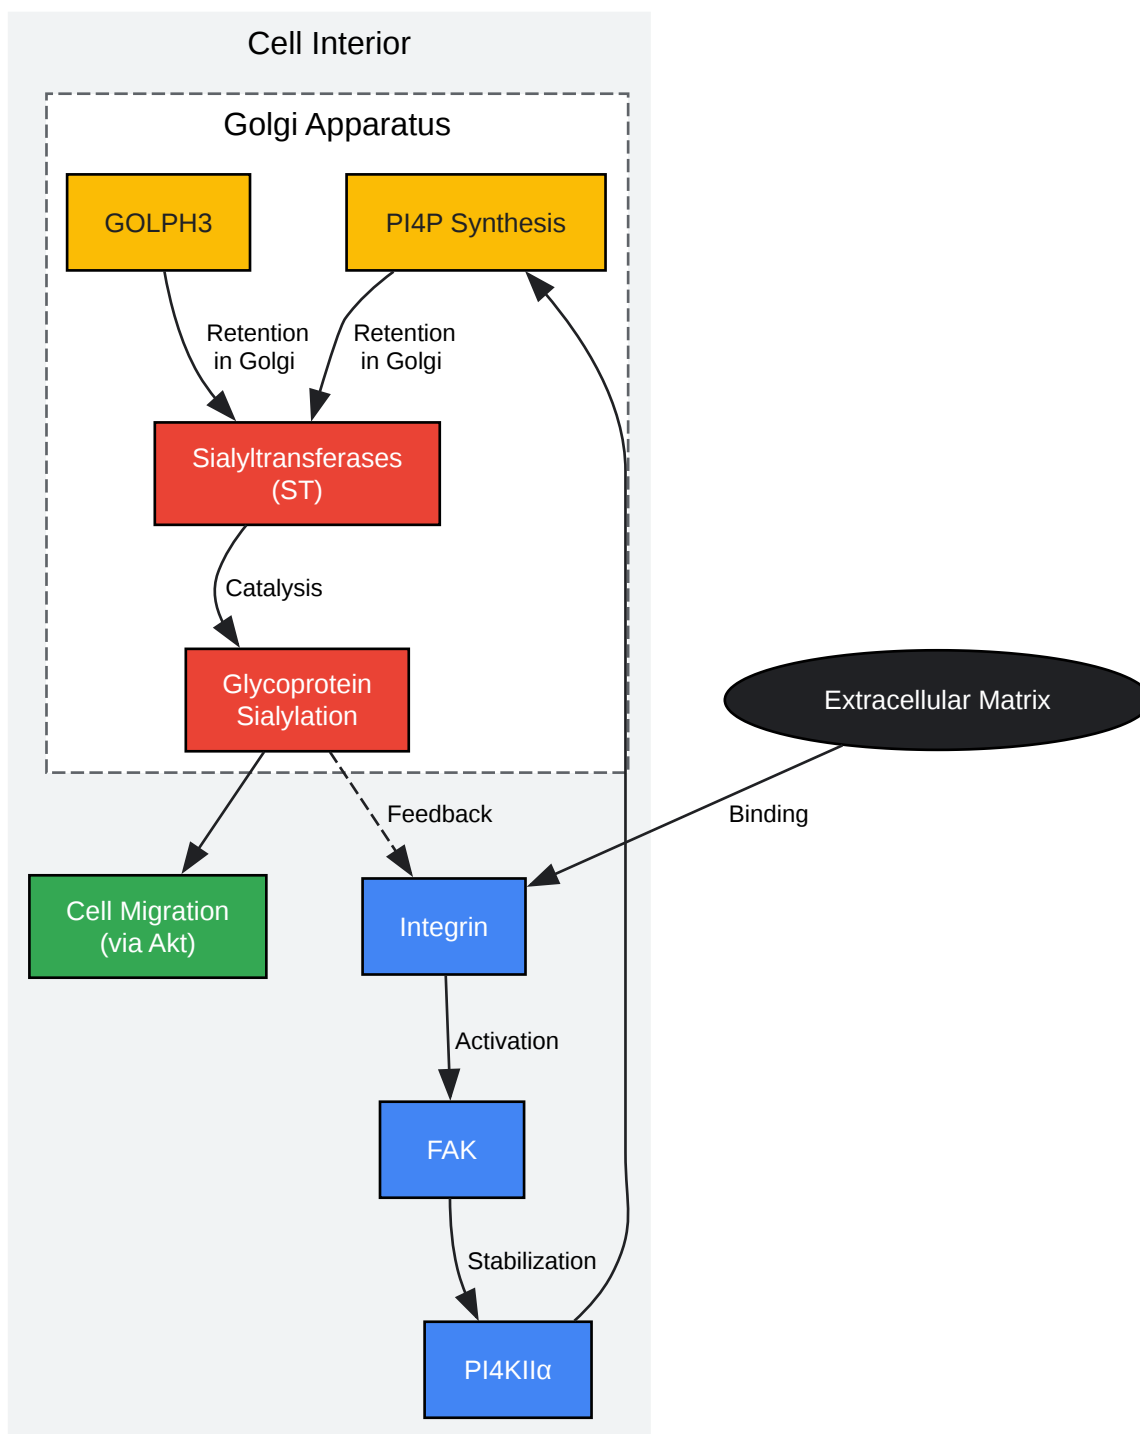 Cell Interior
Golgi Apparatus
GOLPH3
PI4P Synthesis
Retention
in Golgi
Retention
in Golgi
Sialyltransferases
(ST)
Catalysis
Glycoprotein
Sialylation
Extracellular Matrix
Feedback
Binding
Cell Migration
(via Akt)
Integrin
Activation
FAK
Stabilization
PI4KIIα